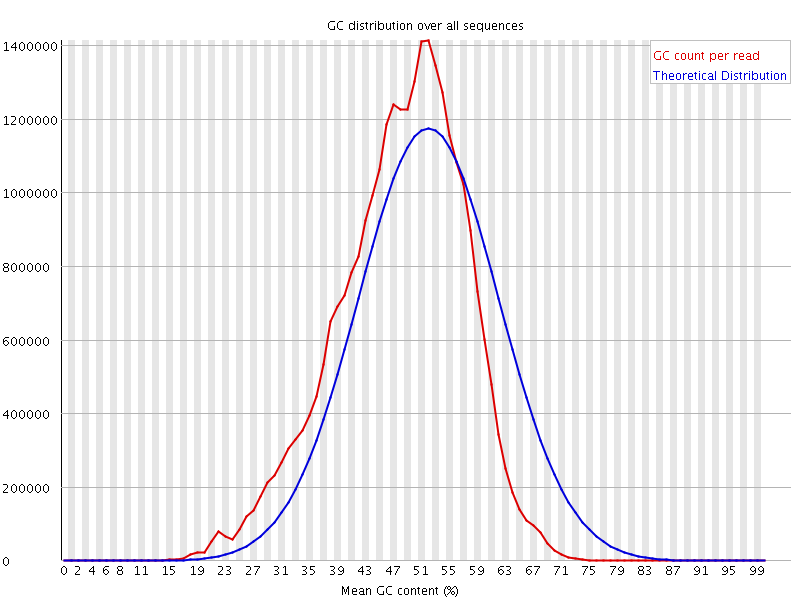 GC distribution over all sequences
GC count per read
Theoretical Distribution
1400000
1200000
1000000
800000
600000
400000
200000
0
0 2 4 6 8 11 15 19 23 27 31 35 39 43 47 51 55 59 63 67 71 75 79 83 87 91 95 99
Mean GC content (%)